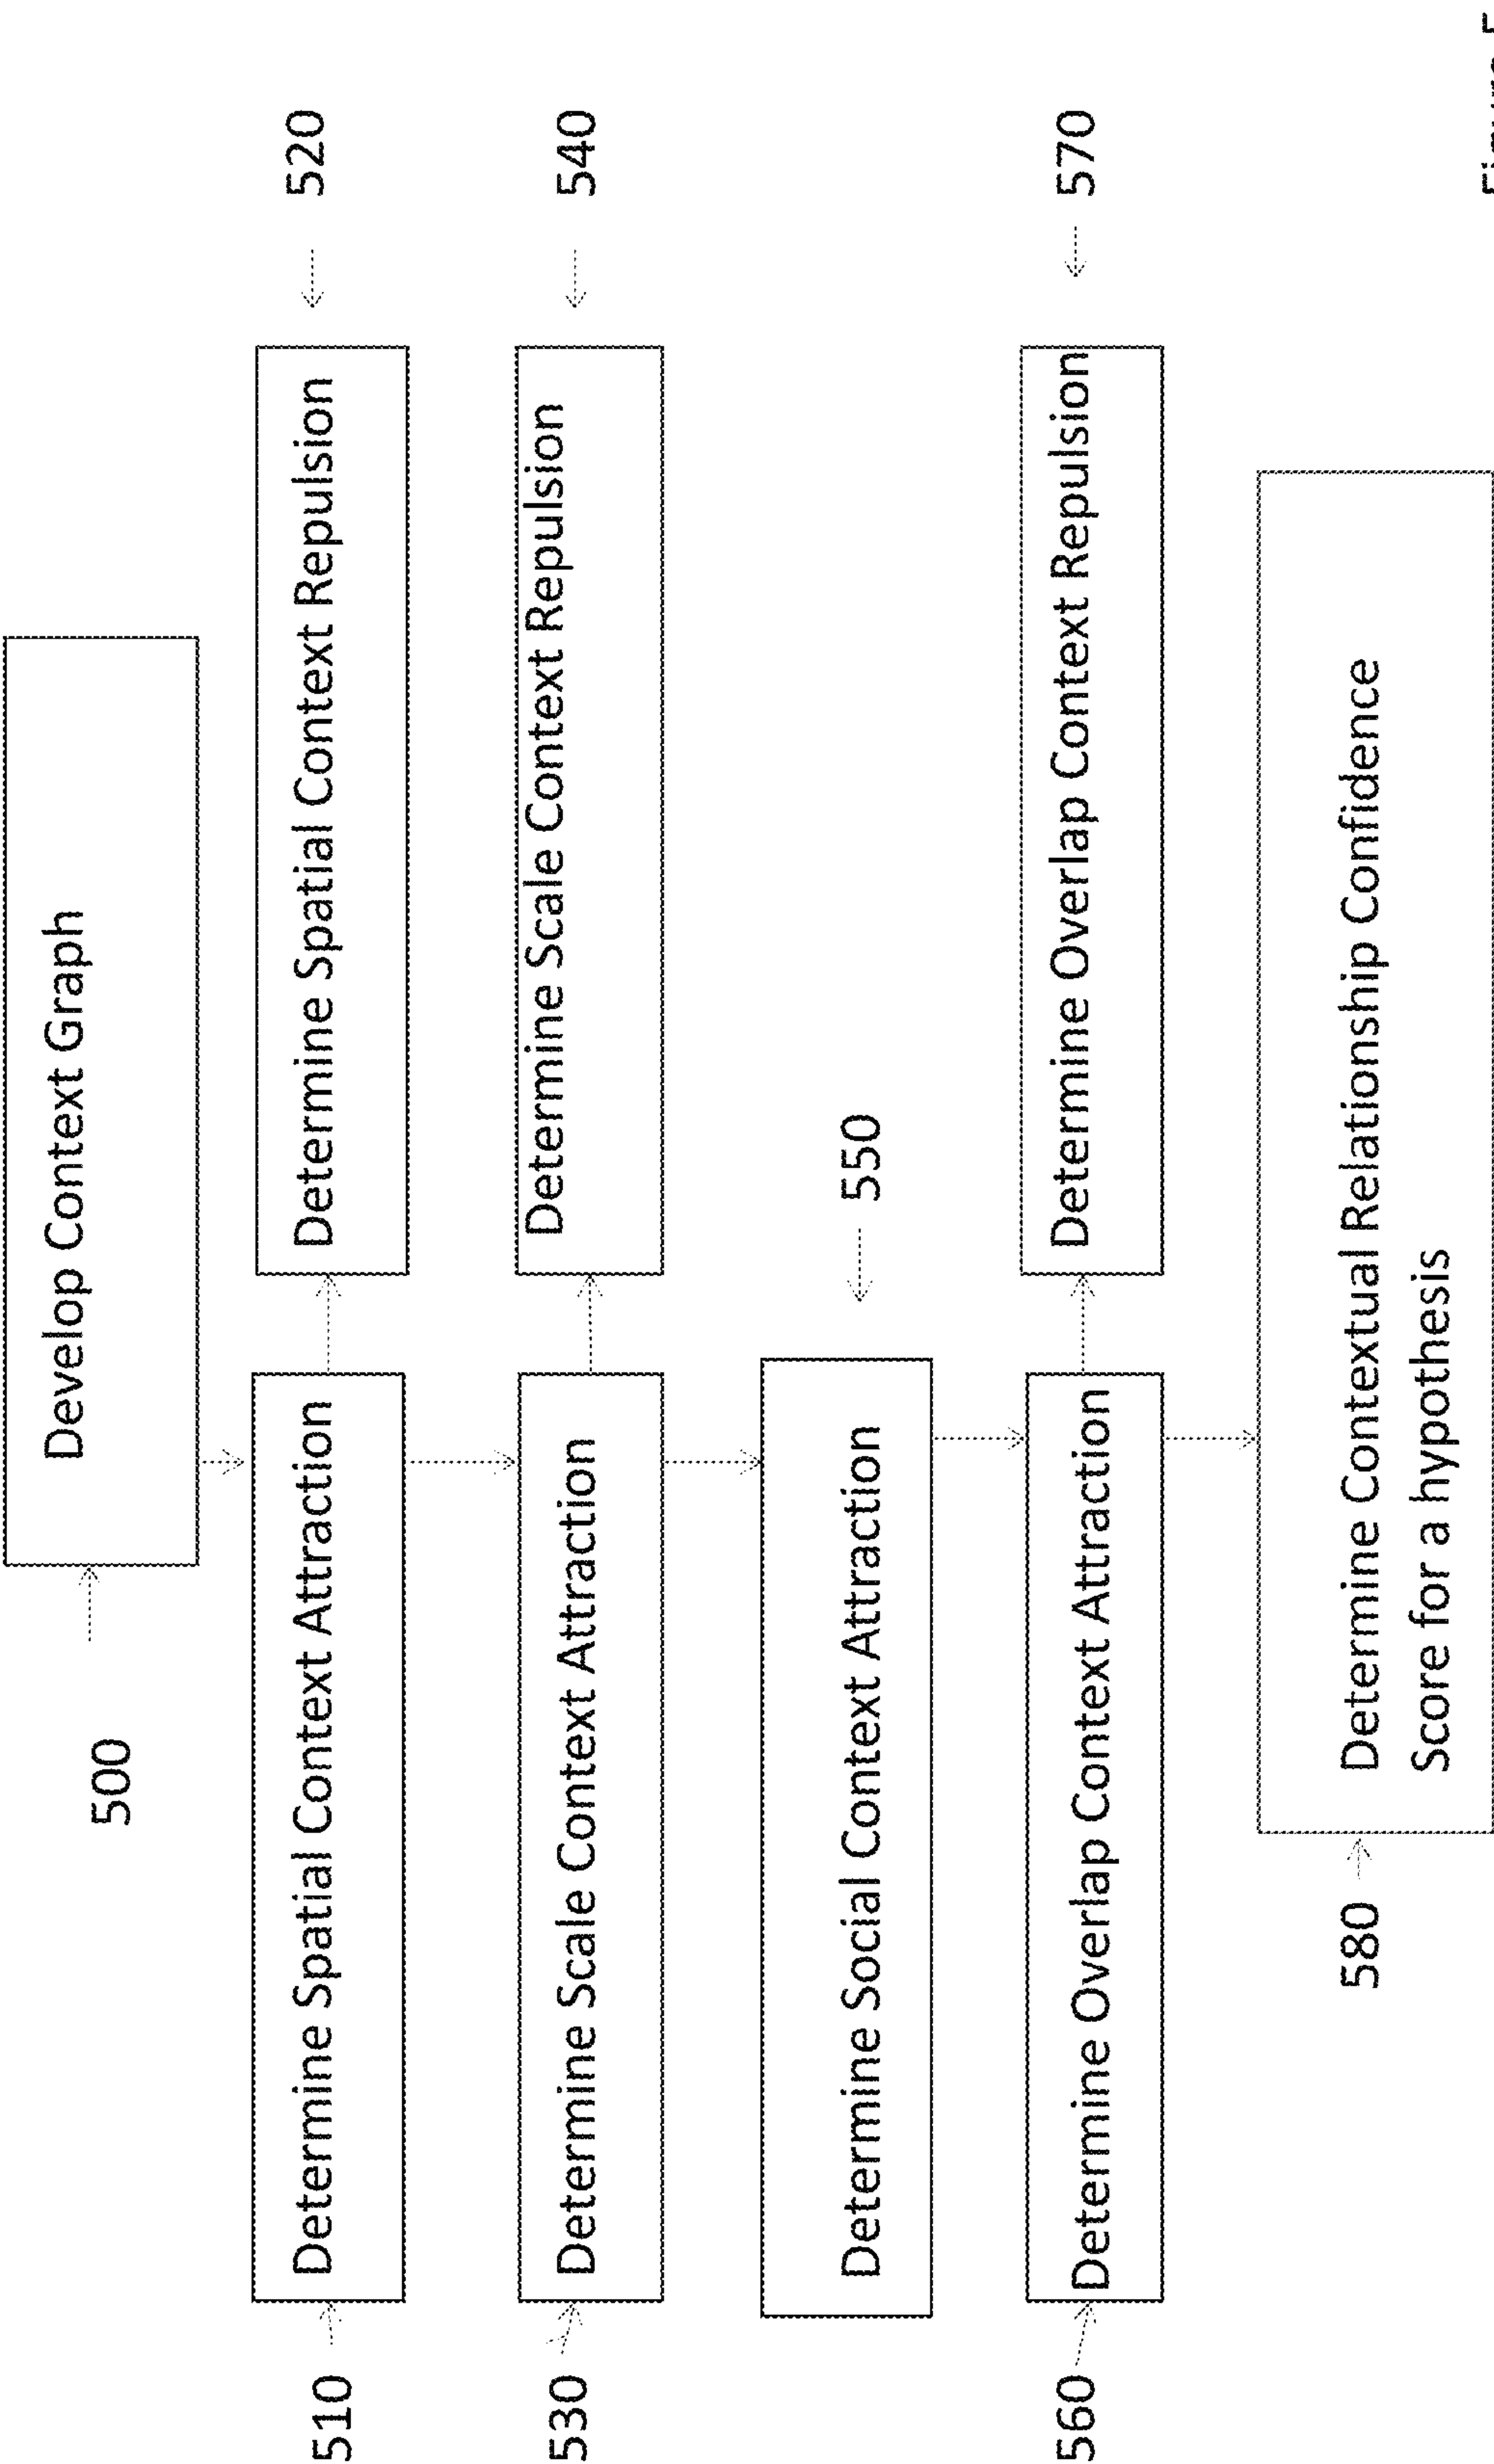 500
Develop Context Graph
510
Determine Spatial Context Attraction
Determine Spatial Context Repulsion
520
530
Determine Scale Context Attraction
Determine Scale Context Repulsion
540
Determine Social Context Attraction
550
560
Determine Overlap Context Attraction
Determine Overlap Context Repulsion
570
580
Determine Contextual Relationship Confidence
Score for a hypothesis